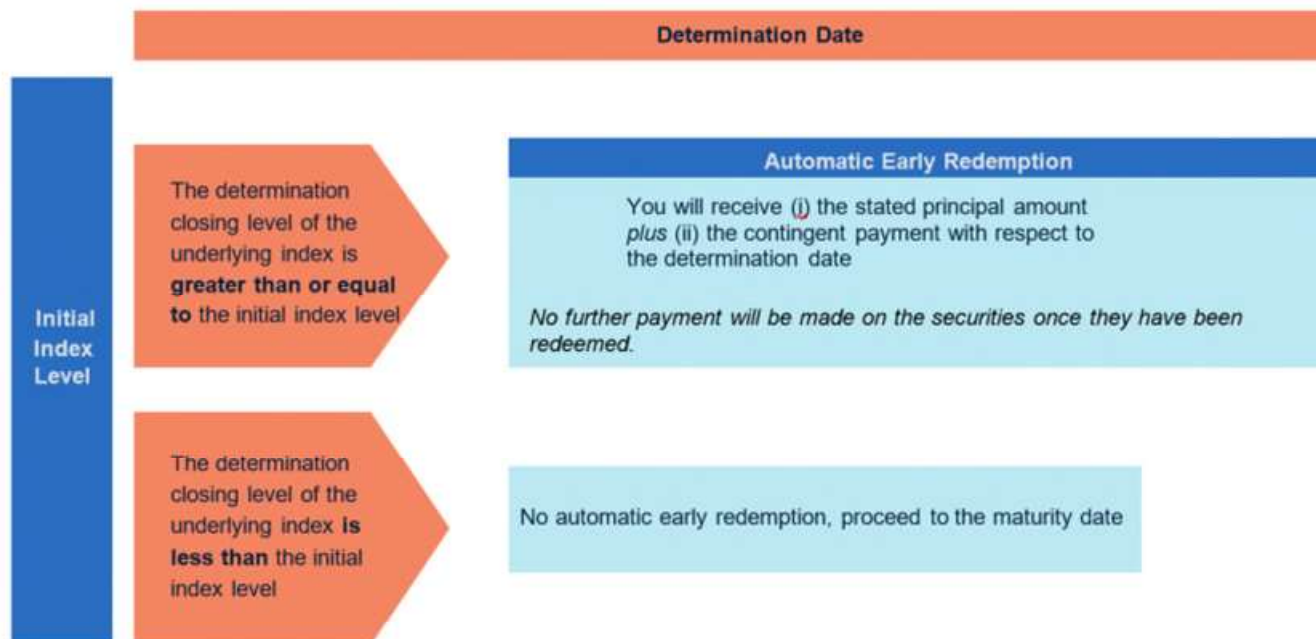 Determination Date
Initial
Index
Level
The determination
closing level of the
underlying index is
greater than or equal
to the initial index level
Automatic Early Redemption
You will receive (i) the stated principal amount
plus (ii) the contingent payment with respect to
the determination date
No further payment will be made on the securities once they have been
redeemed.
The determination
closing level of the
underlying index is
less than the initial
index level
No automatic early redemption, proceed to the maturity date